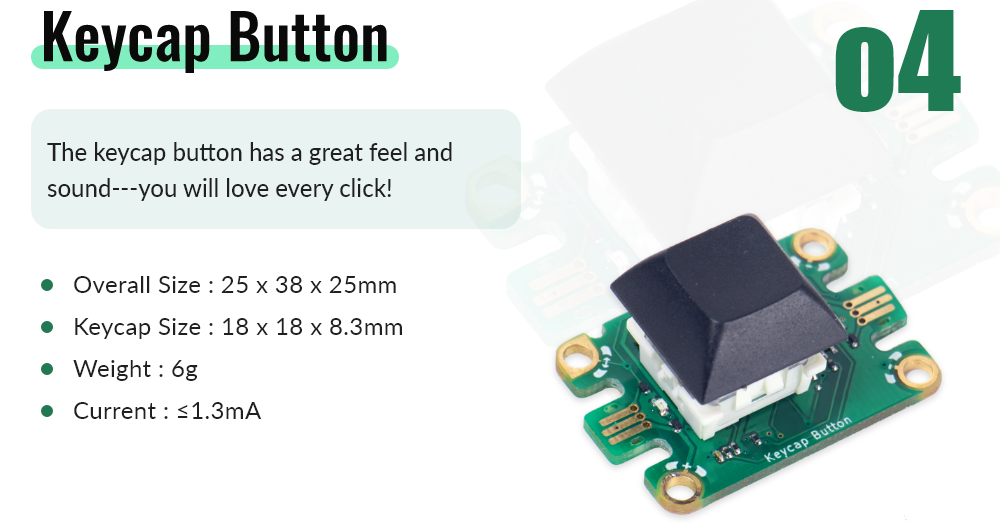 Keycap Button
04
The keycap button has a great feel and
sound---you will love every click!
Overall Size : 25 x 38 x 25mm
Keycap Size : 18 x 18 x 8.3mm
Weight : 6g
Current : ≤1.3mA
Keycap Button